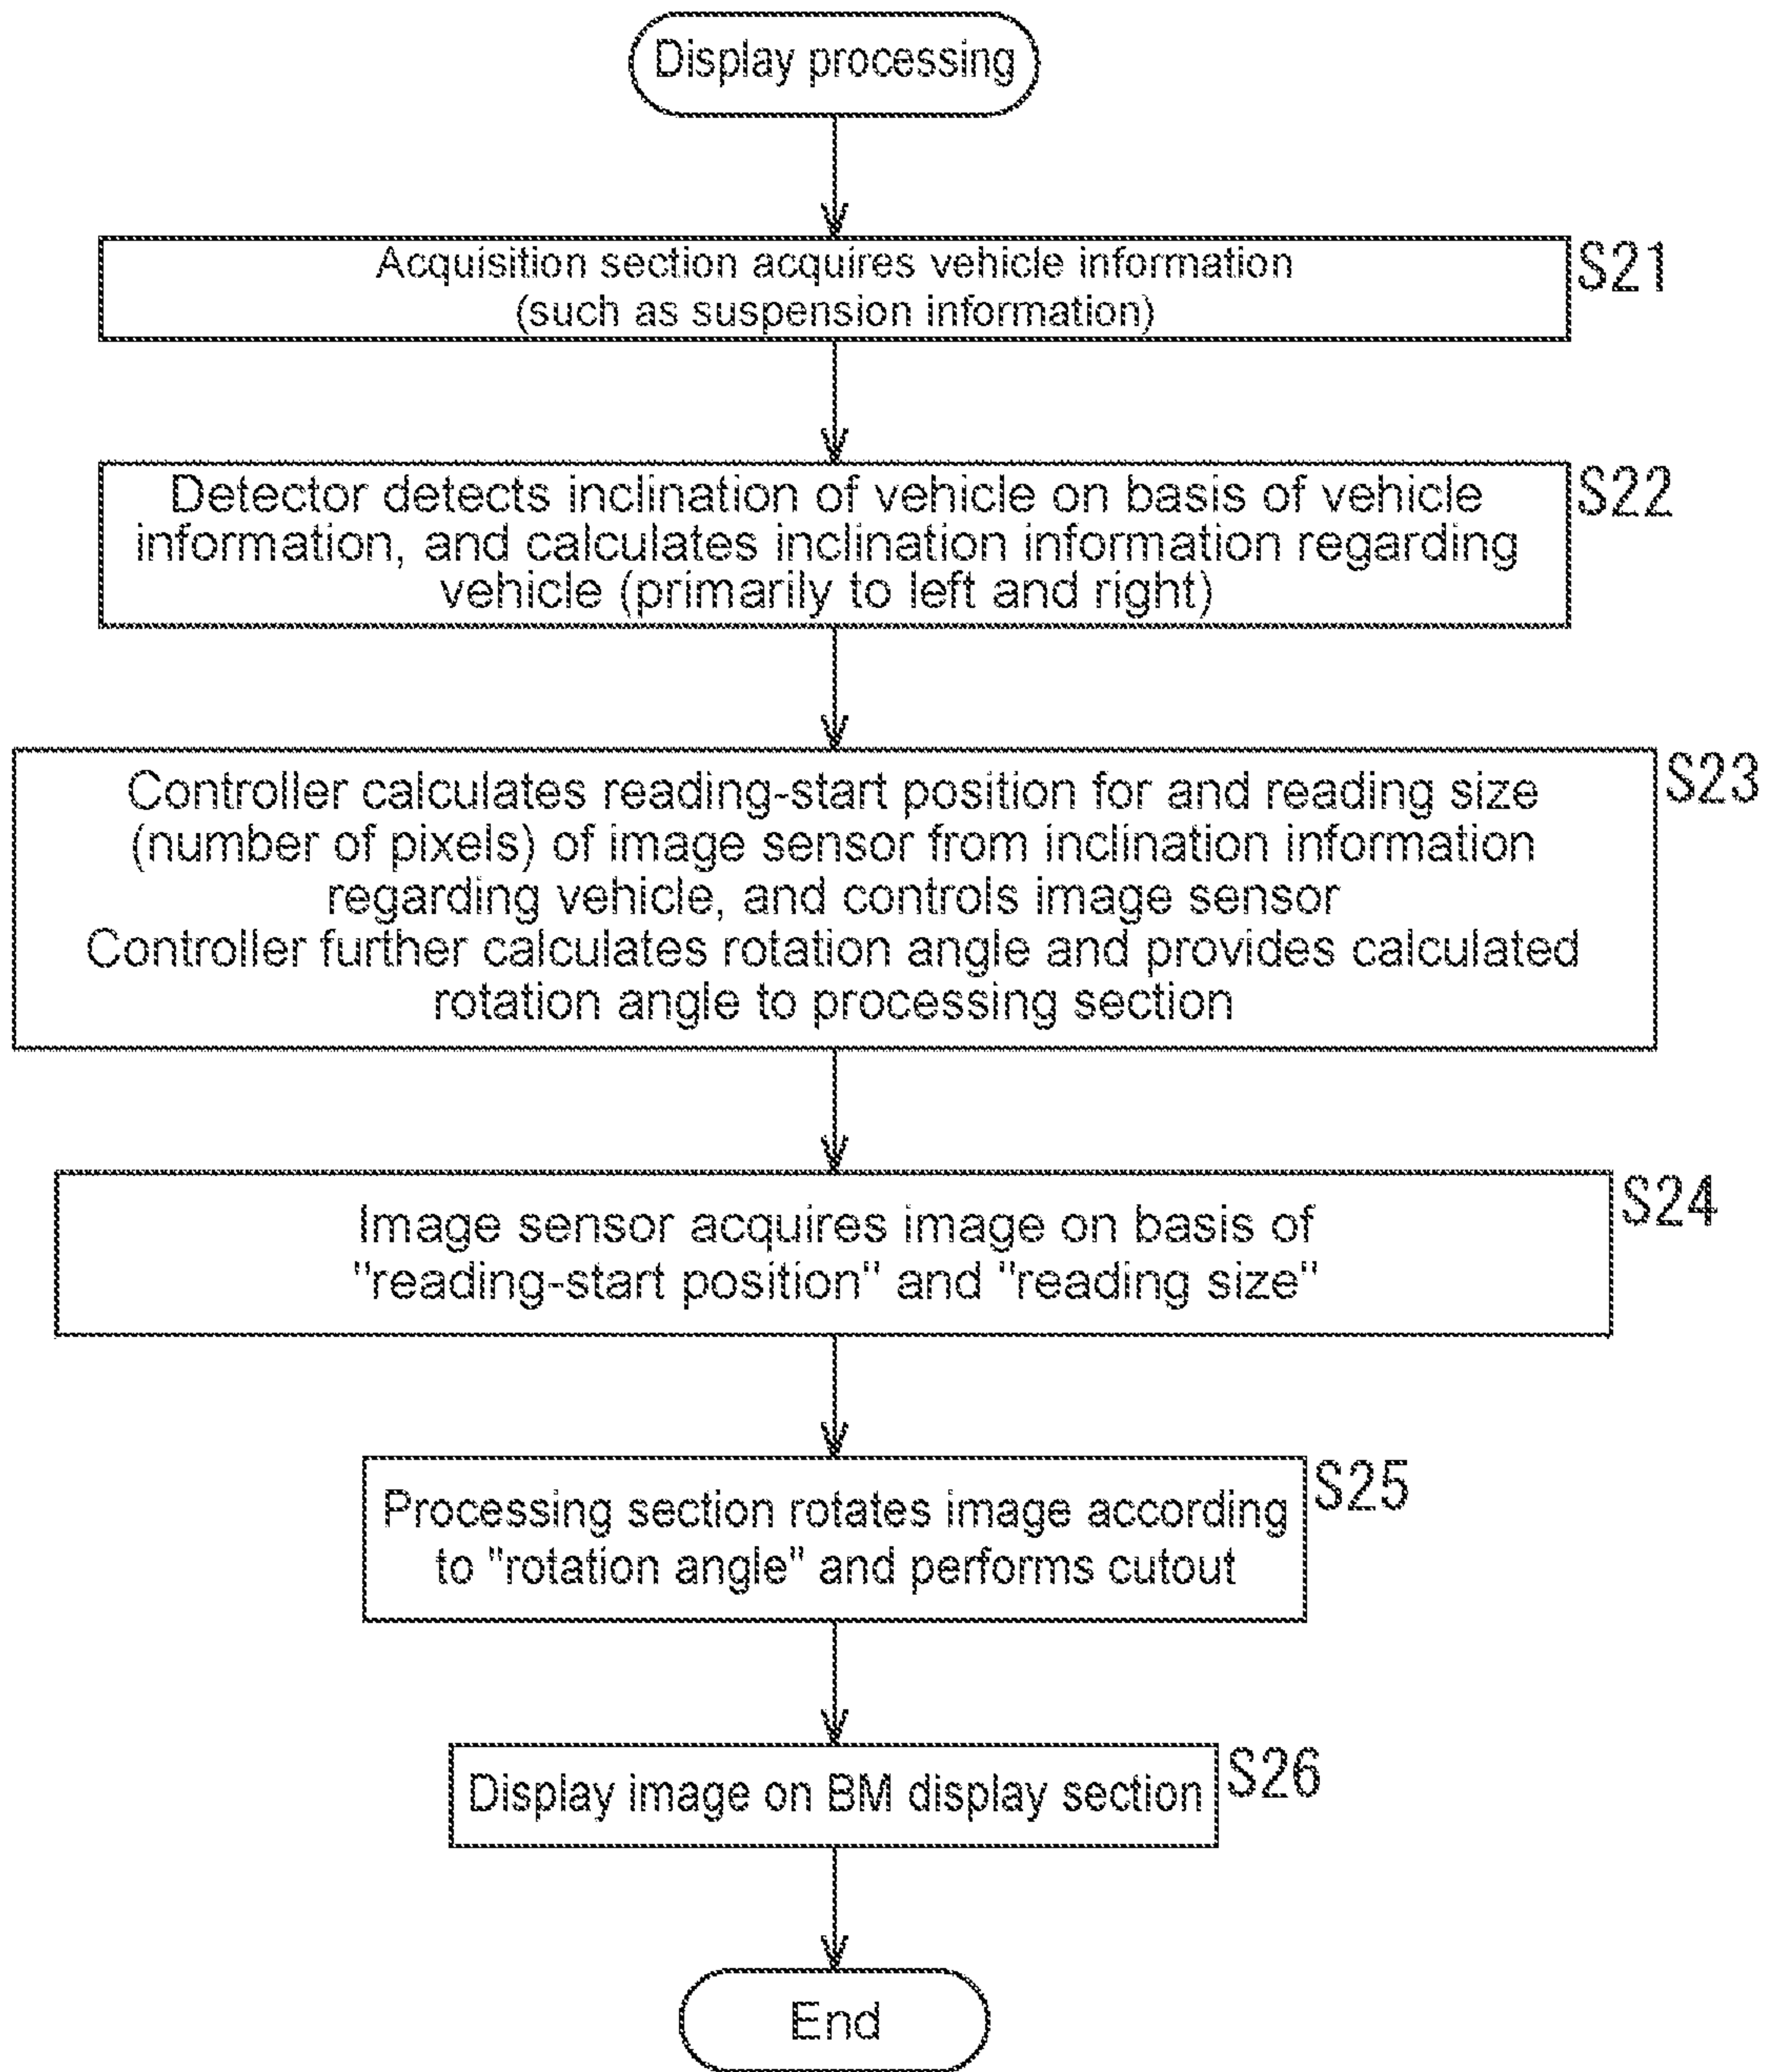 Display processing
Acquisition section acquires vehicle information
(such as suspension information)
S21
Detector detects inclination of vehicle on basis of vehicle
information, and calculates inclination information regarding
vehicle (primarily to left and right)
S22
Controller calculates reading-start position for and reading size
(number of pixels) of image sensor from inclination information
regarding vehicle, and controls image sensor
Controller further calculates rotation angle and provides calculated
rotation angle to processing section
S23
Image sensor acquires image on basis of
"reading-start position" and "reading size"
S24
Processing section rotates image according
to "rotation angle" and performs cutout
S25
Display image on BM display section
S26
End